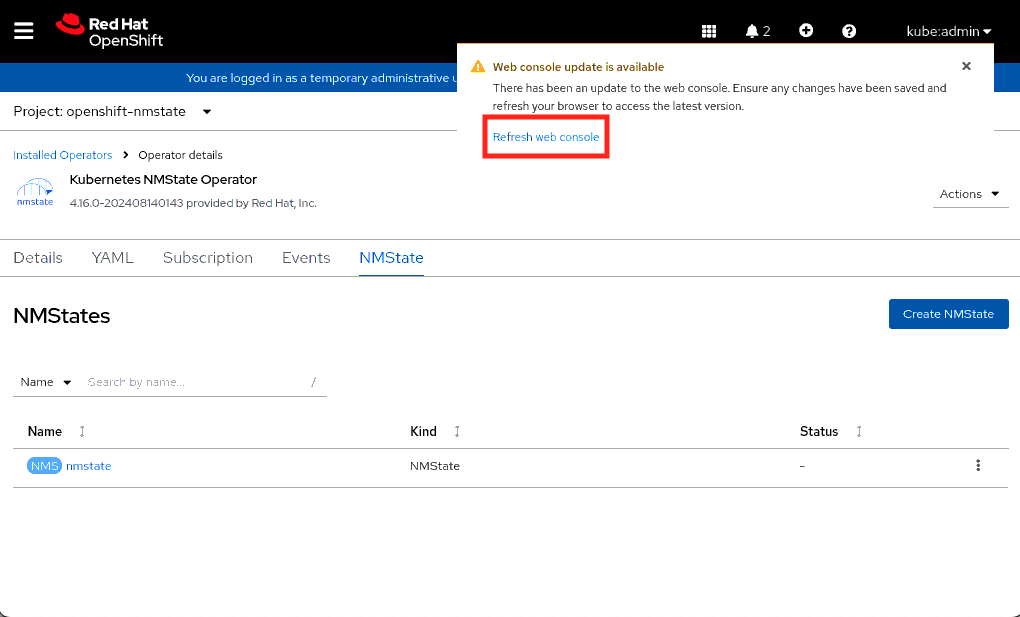 Red Hat
OpenShift
2
kube:admin
You are logged in as a temporary administrative u
Web console update is available
There has been an update to the web console. Ensure any changes have been saved and
refresh your browser to access the latest version.
Refresh web console
Project: openshift-nmstate
Installed Operators
Operator details
nmstate
Kubernetes NMState Operator
4.16.0-202408140143 provided by Red Hat, Inc.
Actions
Details YAML Subscription Events NMState
NMStates
Create NMState
Name
Search by name...
/
Name Kind Status
NMS nmstate NMState -